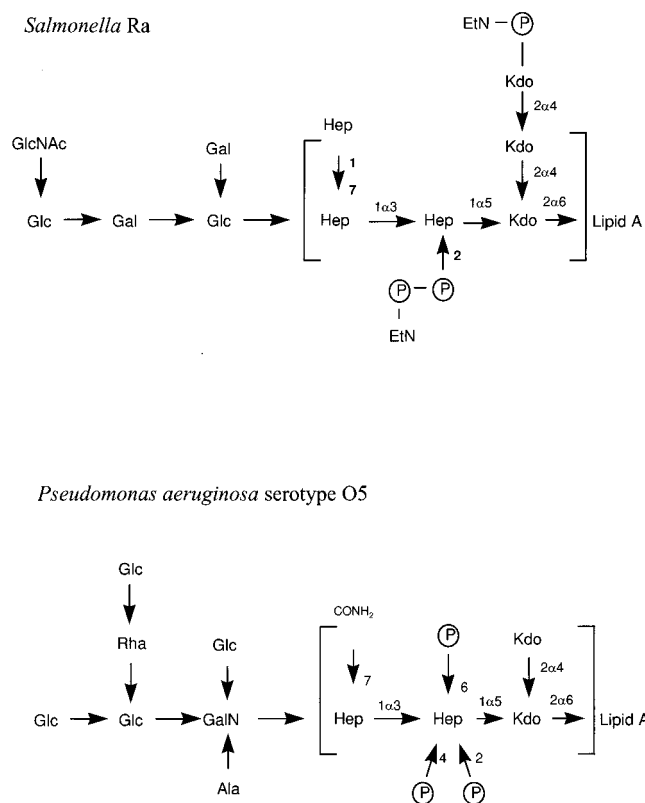 Salmonella Ra
EtN – P
Kdo
2α4
GlcNAc
Gal
Hep
Kdo
1
7
2α4
Glc
Gal
Glc
Hep
1α3
Hep
1α5
Kdo
2α6
Lipid A
2
P – P
EtN
Pseudomonas aeruginosa serotype O5
Glc
CONH₂
P
Rha
Glc
Kdo
7
6
2α4
Glc
Glc
GalN
Hep
1α3
Hep
1α5
Kdo
2α6
Lipid A
4
2
Ala
P
P